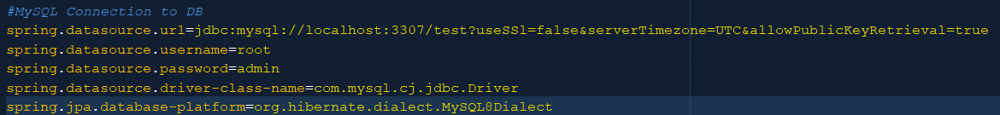 #MySQL Connection to DB
spring.datasource.url=jdbc:mysql://localhost:3307/test?useSSl=false&serverTimezone=UTC&allowPublicKeyRetrieval=true
spring.datasource.username=root
spring.datasource.password=admin
spring.datasource.driver-class-name=com.mysql.cj.jdbc.Driver
spring.jpa.database-platform=org.hibernate.dialect.MySQL8Dialect